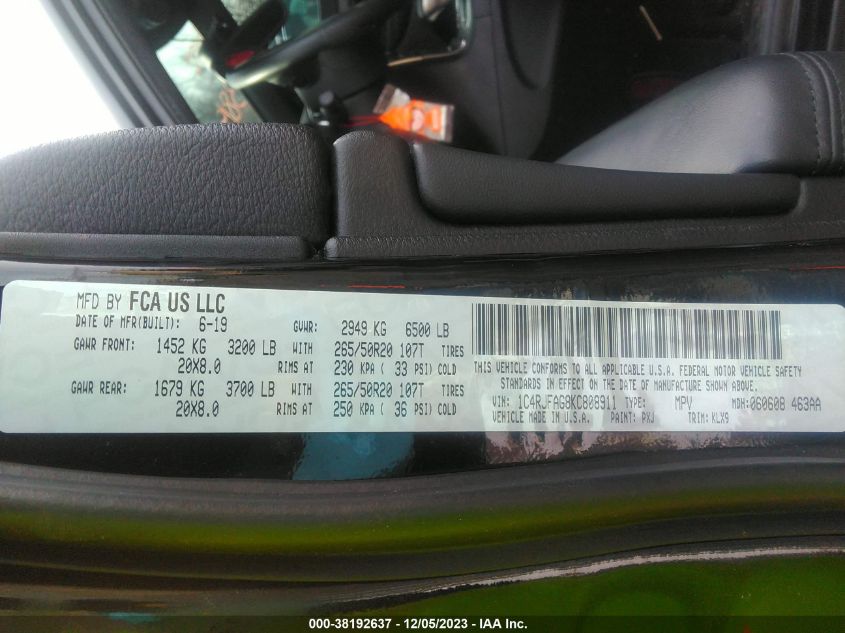 MFD BY FCA US LLC
DATE OF MFR(BUILT): 6-19 GVWR: 2949 KG 6500 LB
GAWR FRONT: 1452 KG 3200 LB WITH 265/50R20 107T TIRES
20X8.0 RIMS AT 230 KPA ( 33 PSI) COLD
GAWR REAR: 1679 KG 3700 LB WITH 265/50R20 107T TIRES
20X8.0 RIMS AT 250 KPA ( 36 PSI) COLD
THIS VEHICLE CONFORMS TO ALL APPLICABLE U.S.A. FEDERAL MOTOR VEHICLE SAFETY
STANDARDS IN EFFECT ON THE DATE OF MANUFACTURE SHOWN ABOVE.
VIN: 1C4RJFAG8KC808911 TYPE: MPV MDH: 060608 463AA
VEHICLE MADE IN U.S.A. PAINT: PXJ TRIM: KLX9
000-38192637 - 12/05/2023 - IAA Inc.